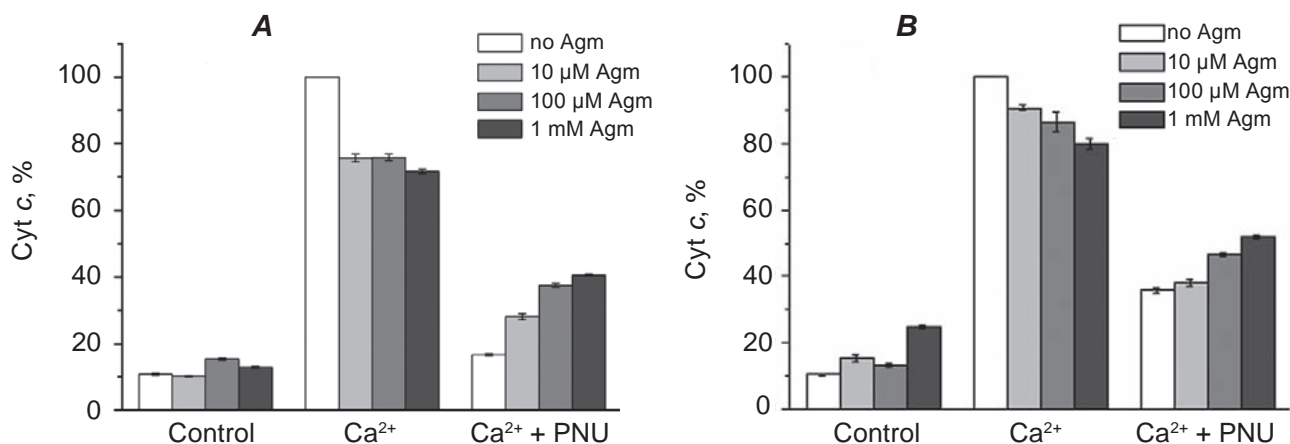 A
no Agm
10 µM Agm
100 µM Agm
1 mM Agm
Cyt c, %
100
80
60
40
20
0
Control
Ca²⁺
Ca²⁺ + PNU
B
no Agm
10 µM Agm
100 µM Agm
1 mM Agm
Cyt c, %
100
80
60
40
20
0
Control
Ca²⁺
Ca²⁺ + PNU